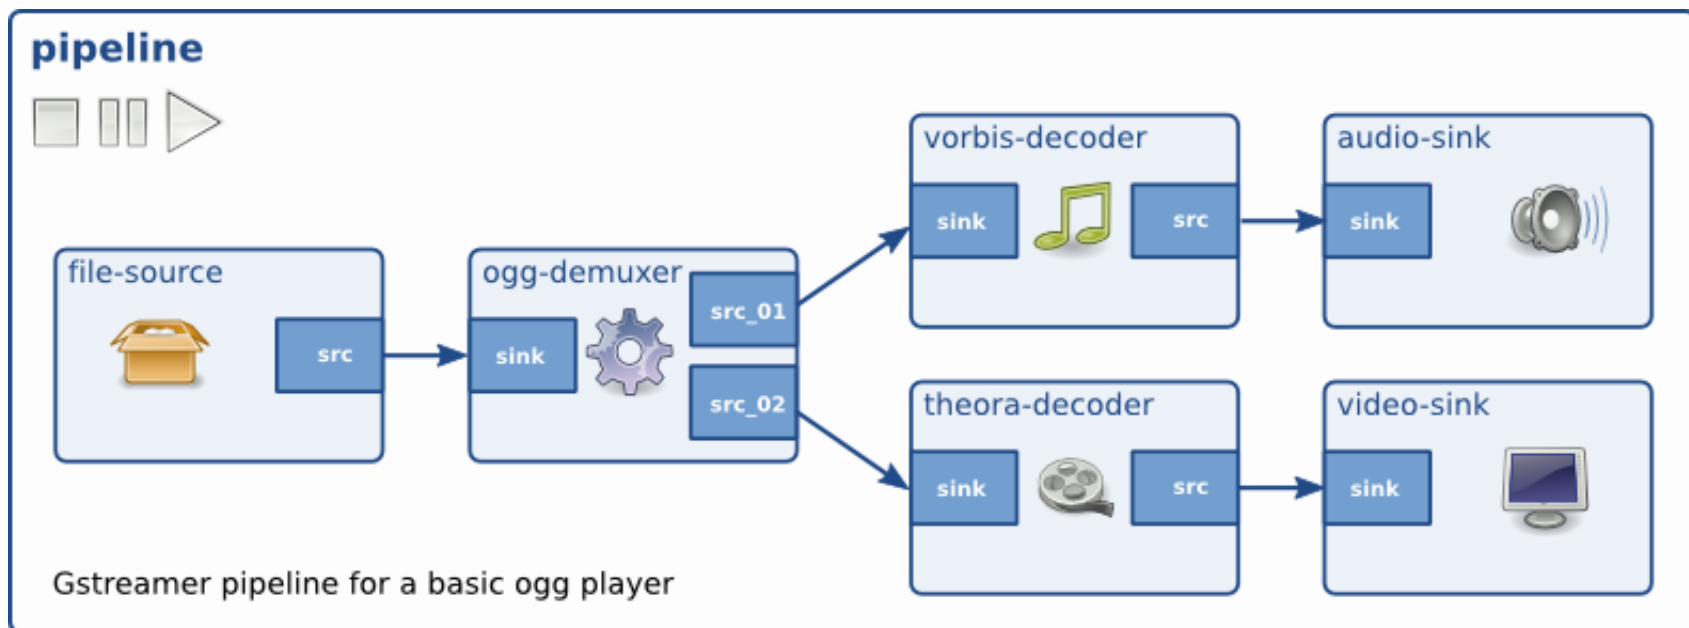 pipeline
file-source
src
ogg-demuxer
sink
src_01
src_02
vorbis-decoder
sink
src
audio-sink
sink
theora-decoder
sink
src
video-sink
sink
Gstreamer pipeline for a basic ogg player